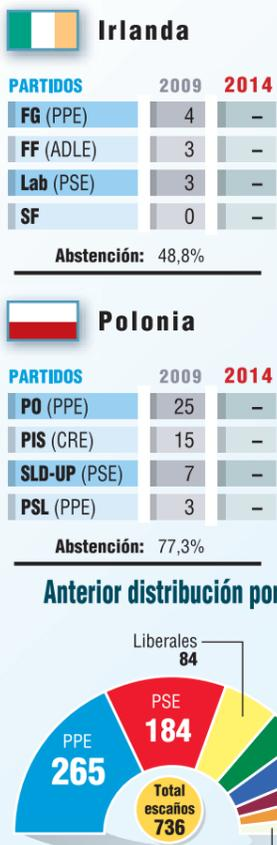 Irlanda
PARTIDOS 2009 2014
FG (PPE) 4 –
FF (ADLE) 3 –
Lab (PSE) 3 –
SF 0 –
Abstención: 48,8%
Polonia
PARTIDOS 2009 2014
PO (PPE) 25 –
PIS (CRE) 15 –
SLD-UP (PSE) 7 –
PSL (PPE) 3 –
Abstención: 77,3%
Anterior distribución por
Liberales
84
PSE
184
PPE
265
Total
escaños
736